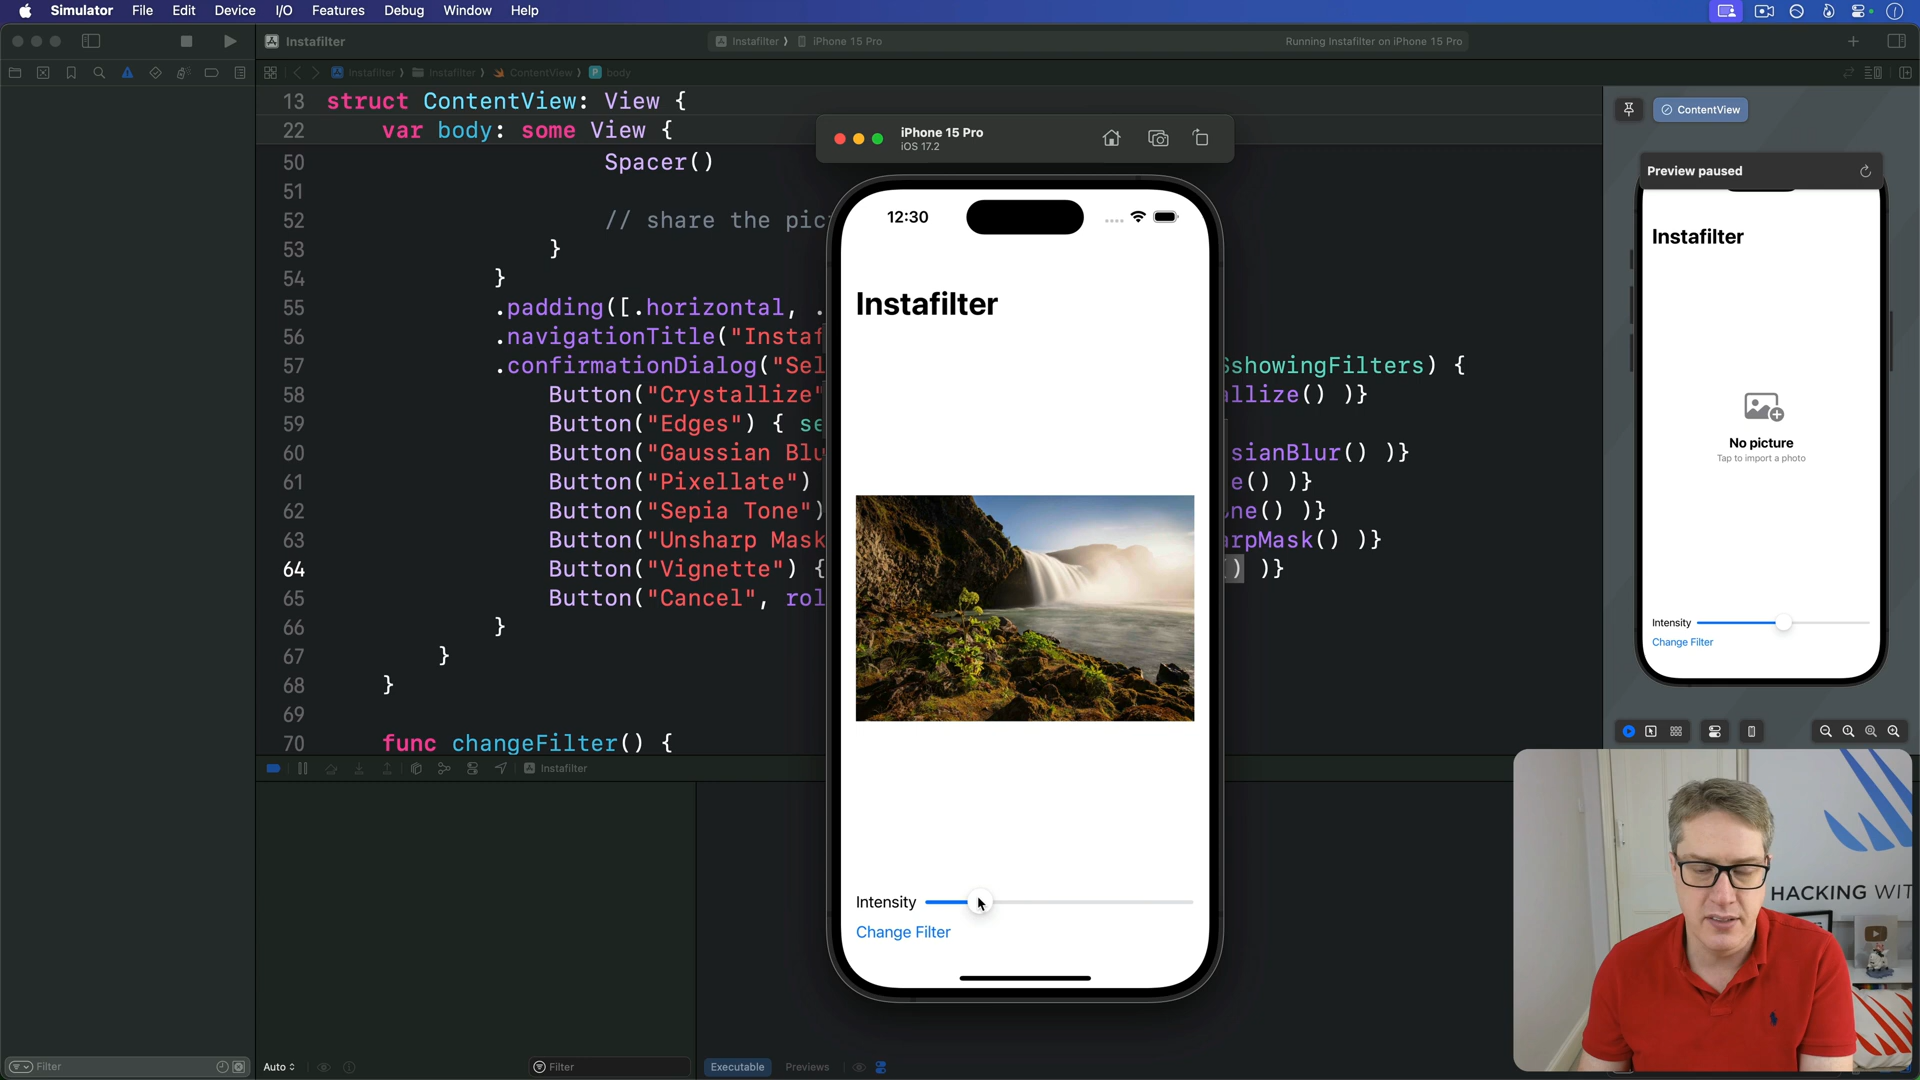 Simulator File Edit Device I/O Features Debug Window Help
Instafilter
Instafilter iPhone 15 Pro
Running Instafilter on iPhone 15 Pro
Instafilter Instafilter ContentView body
13 struct ContentView: View {
22 var body: some View {
50 Spacer()
51
52 // share the pic
53 }
54 }
55 .padding([.horizontal, .
56 .navigationTitle("Instaf
57 .confirmationDialog("Sel showingFilters) {
58 Button("Crystallize" allize() )}
59 Button("Edges") { se
60 Button("Gaussian Blu sianBlur() )}
61 Button("Pixellate") e() )}
62 Button("Sepia Tone") ne() )}
63 Button("Unsharp Mask arpMask() )}
64 Button("Vignette") { ) )}
65 Button("Cancel", rol
66 }
67 }
68 }
69
70 func changeFilter() {
Instafilter
Auto
Filter
Filter
Executable Previews
iPhone 15 Pro
iOS 17.2
12:30
Instafilter
Intensity
Change Filter
ContentView
Preview paused
Instafilter
No picture
Tap to import a photo
Intensity
Change Filter
HACKING WIT